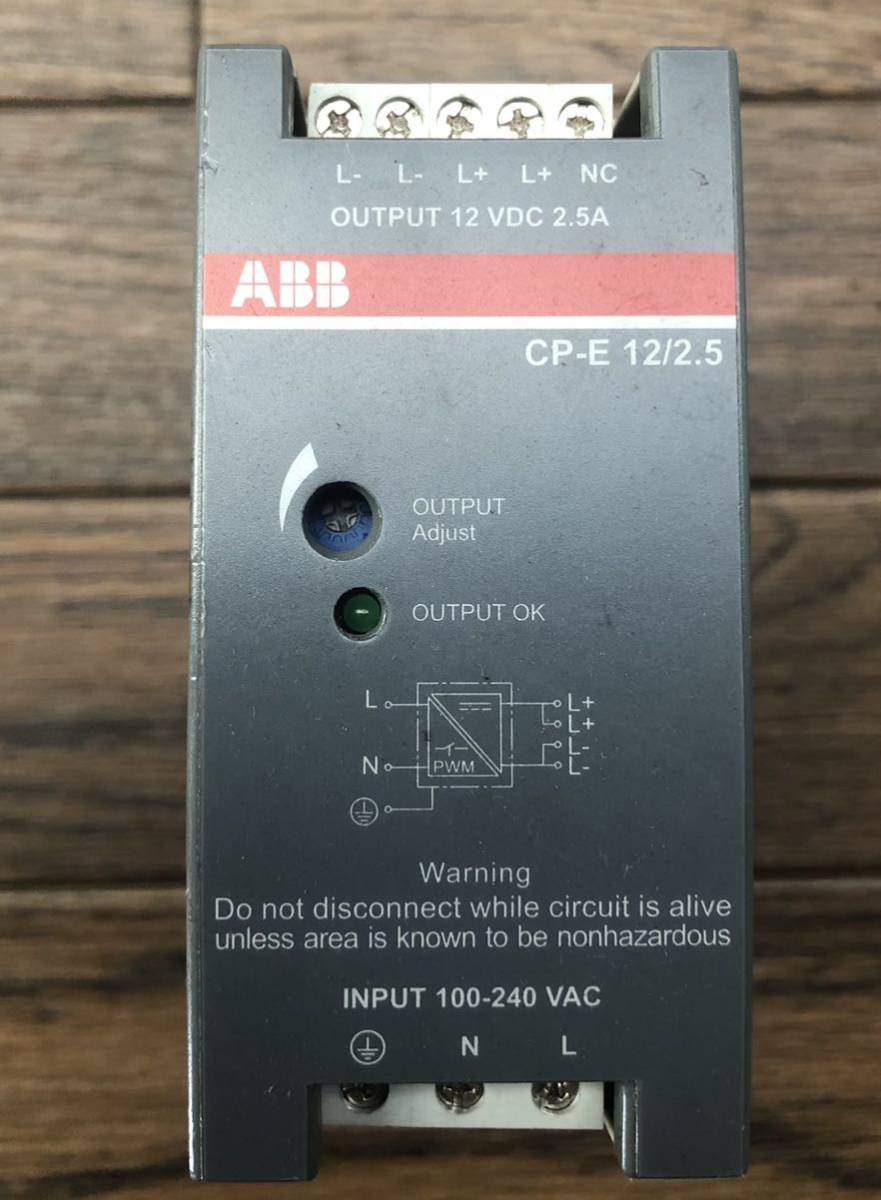 L- L- L+ L+ NC
OUTPUT 12 VDC 2.5A
ABB
CP-E 12/2.5
OUTPUT
Adjust
OUTPUT OK
L
L+
L+
L-
N
PWM
L-
Warning
Do not disconnect while circuit is alive
unless area is known to be nonhazardous
INPUT 100-240 VAC
N L